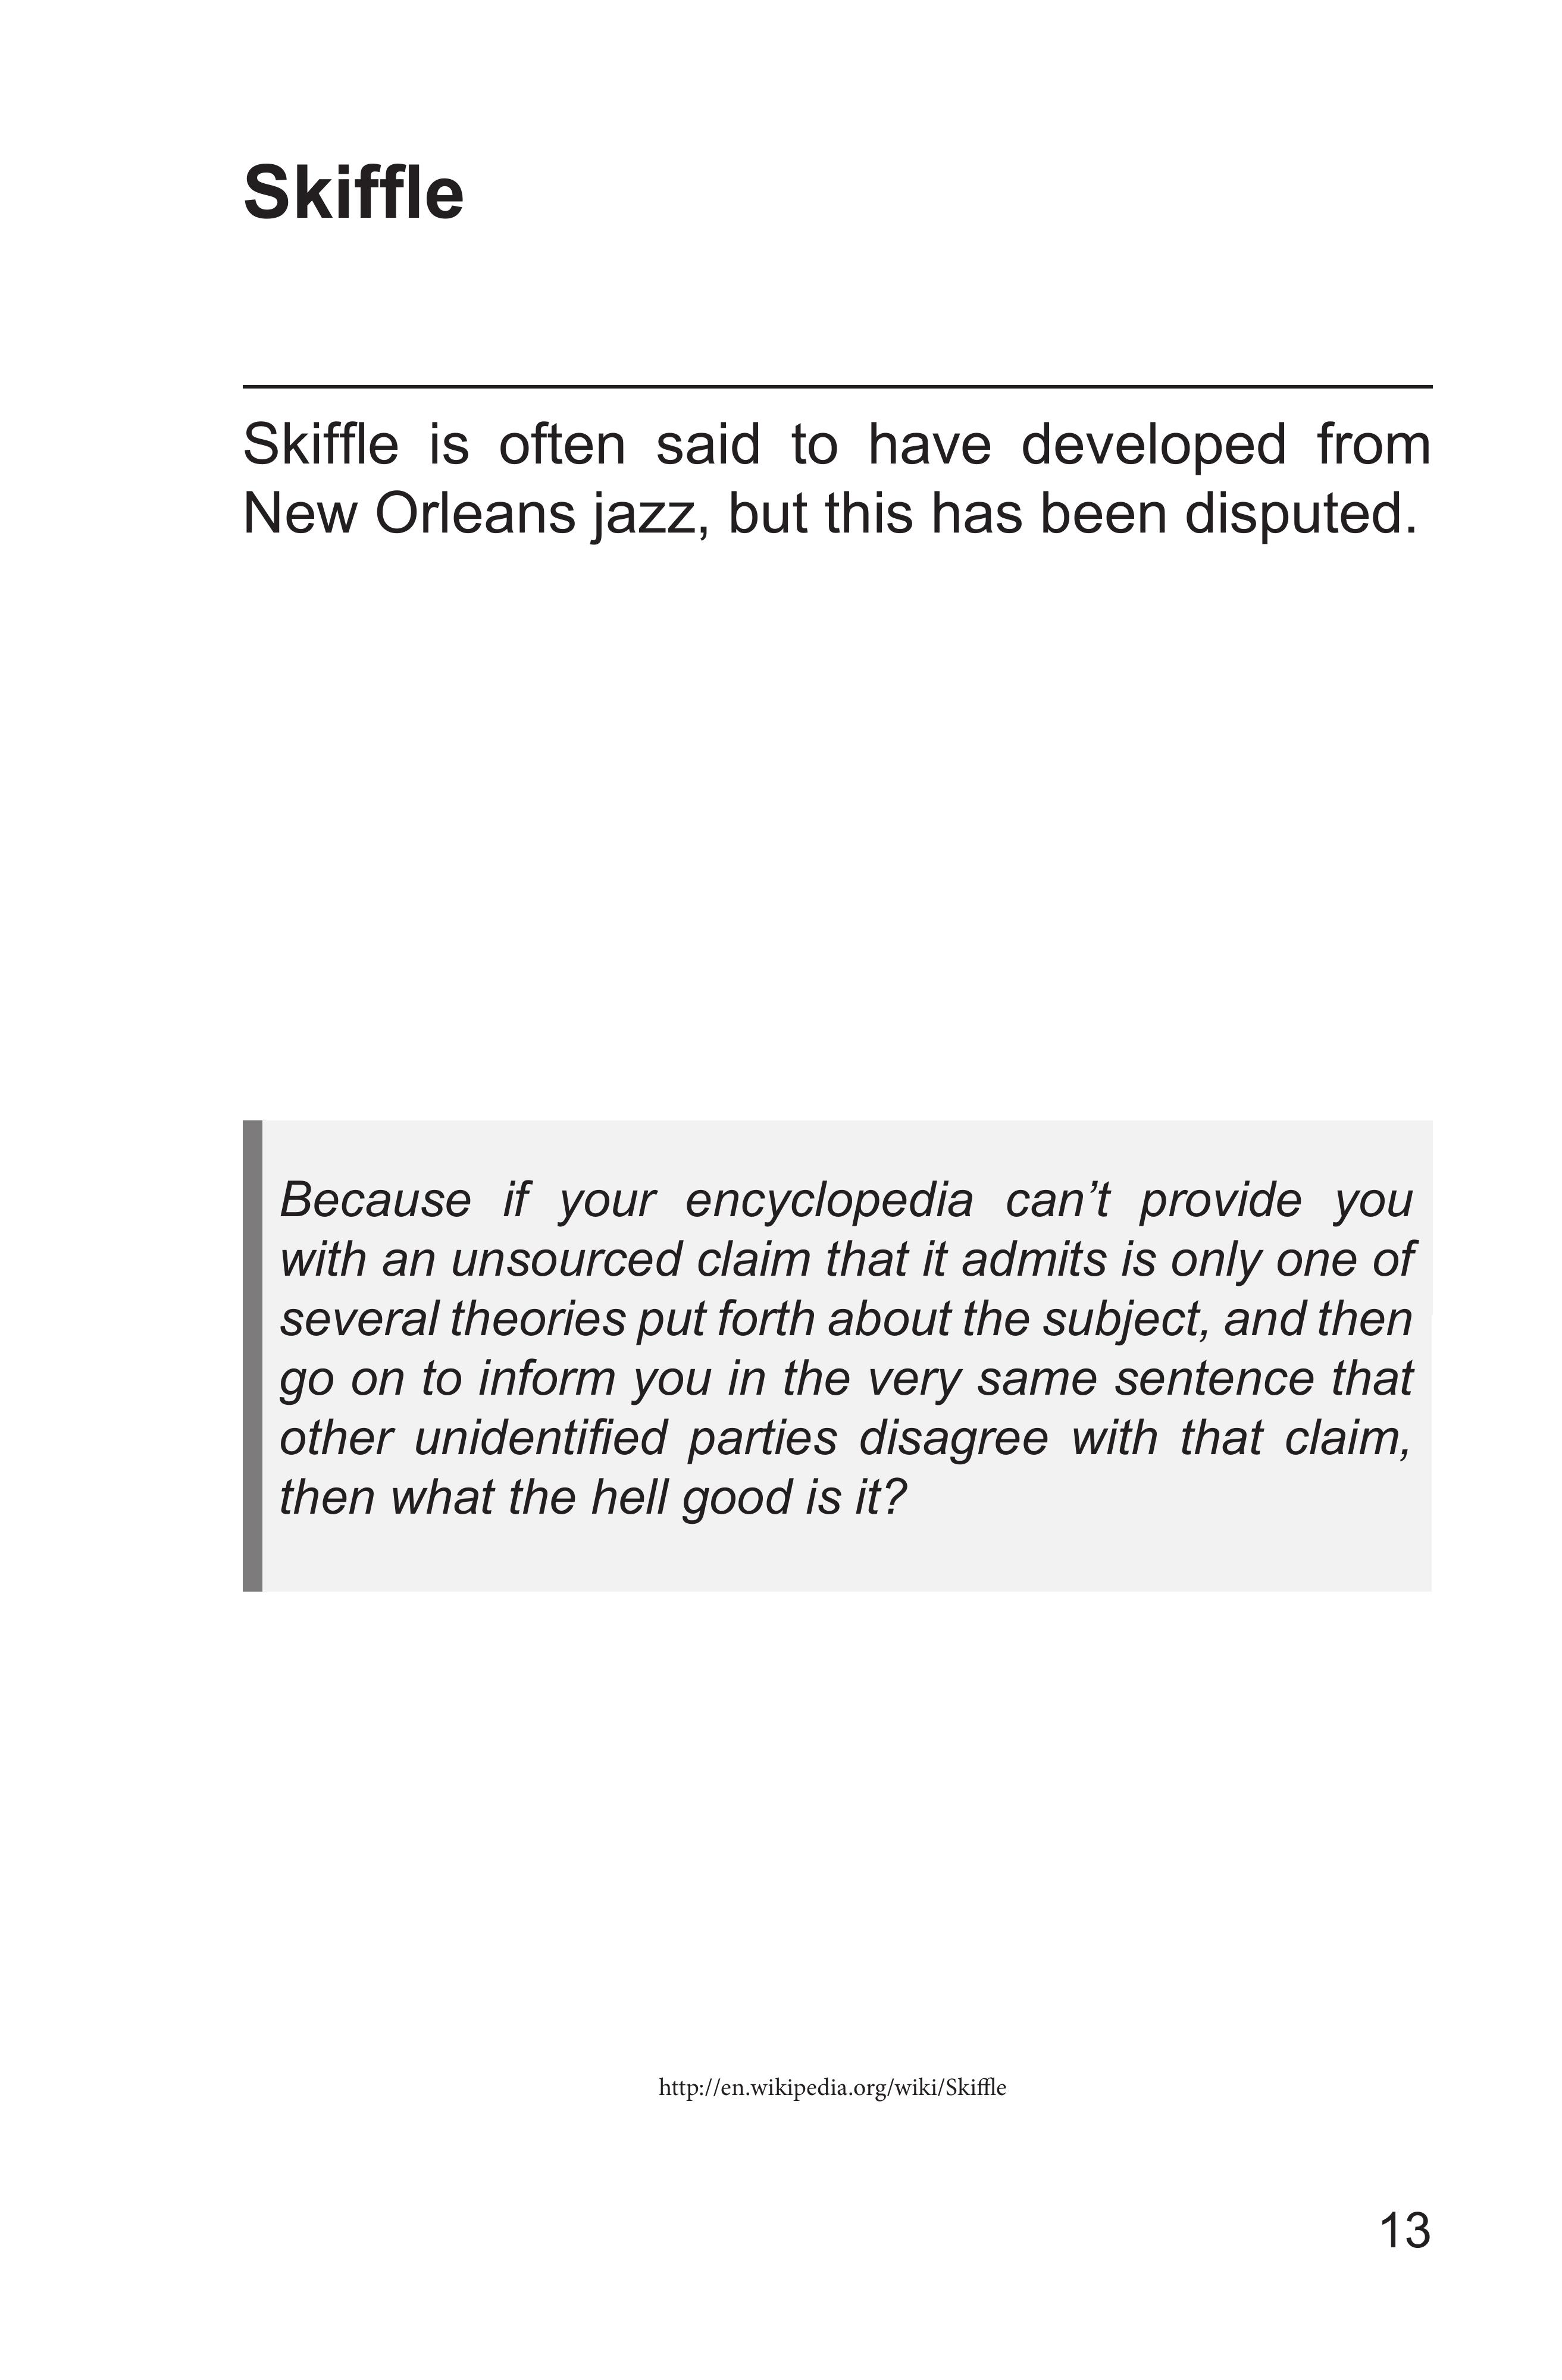 Skiffle
Skiffle is often said to have developed from
New Orleans jazz, but this has been disputed.
Because if your encyclopedia can’t provide you
with an unsourced claim that it admits is only one of
several theories put forth about the subject, and then
go on to inform you in the very same sentence that
other unidentified parties disagree with that claim,
then what the hell good is it?
http://en.wikipedia.org/wiki/Skiffle
13